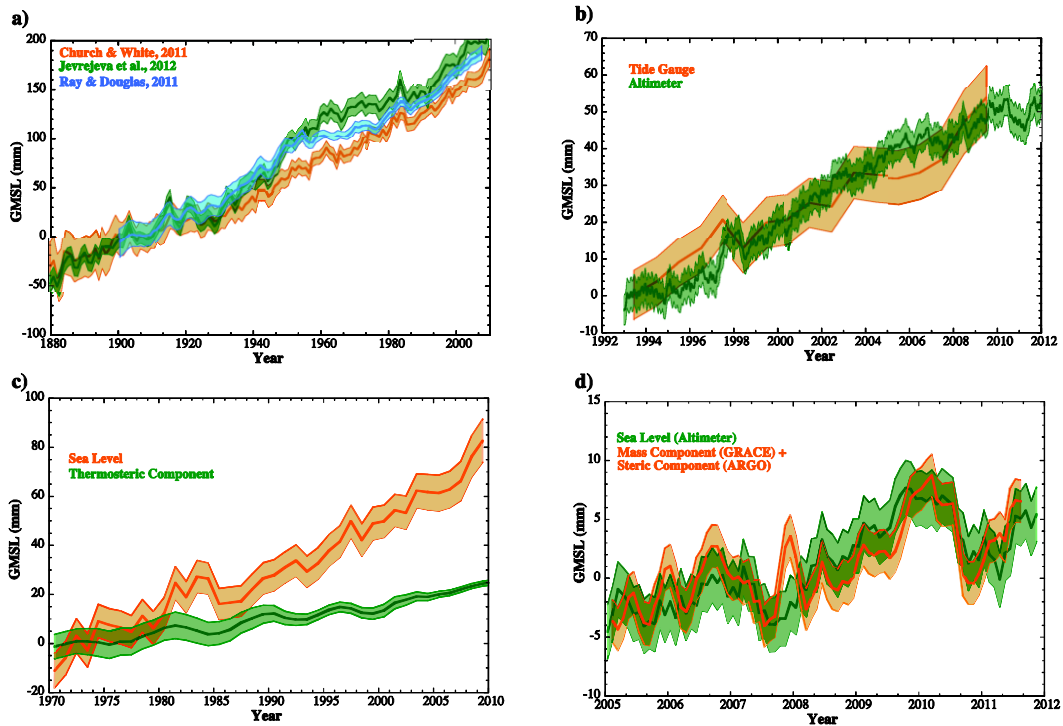 a)
200
150
100
50
0
-50
-100
GMSL (mm)
Church & White, 2011
Jevrejeva et al., 2012
Ray & Douglas, 2011
1880 1900 1920 1940 1960 1980 2000
Year
b)
70
60
50
40
30
20
10
0
-10
GMSL (mm)
Tide Gauge
Altimeter
1992 1994 1996 1998 2000 2002 2004 2006 2008 2010 2012
Year
c)
100
80
60
40
20
0
-20
GMSL (mm)
Sea Level
Thermosteric Component
1970 1975 1980 1985 1990 1995 2000 2005 2010
Year
d)
15
10
5
0
-5
-10
GMSL (mm)
Sea Level (Altimeter)
Mass Component (GRACE) +
Steric Component (ARGO)
2005 2006 2007 2008 2009 2010 2011 2012
Year